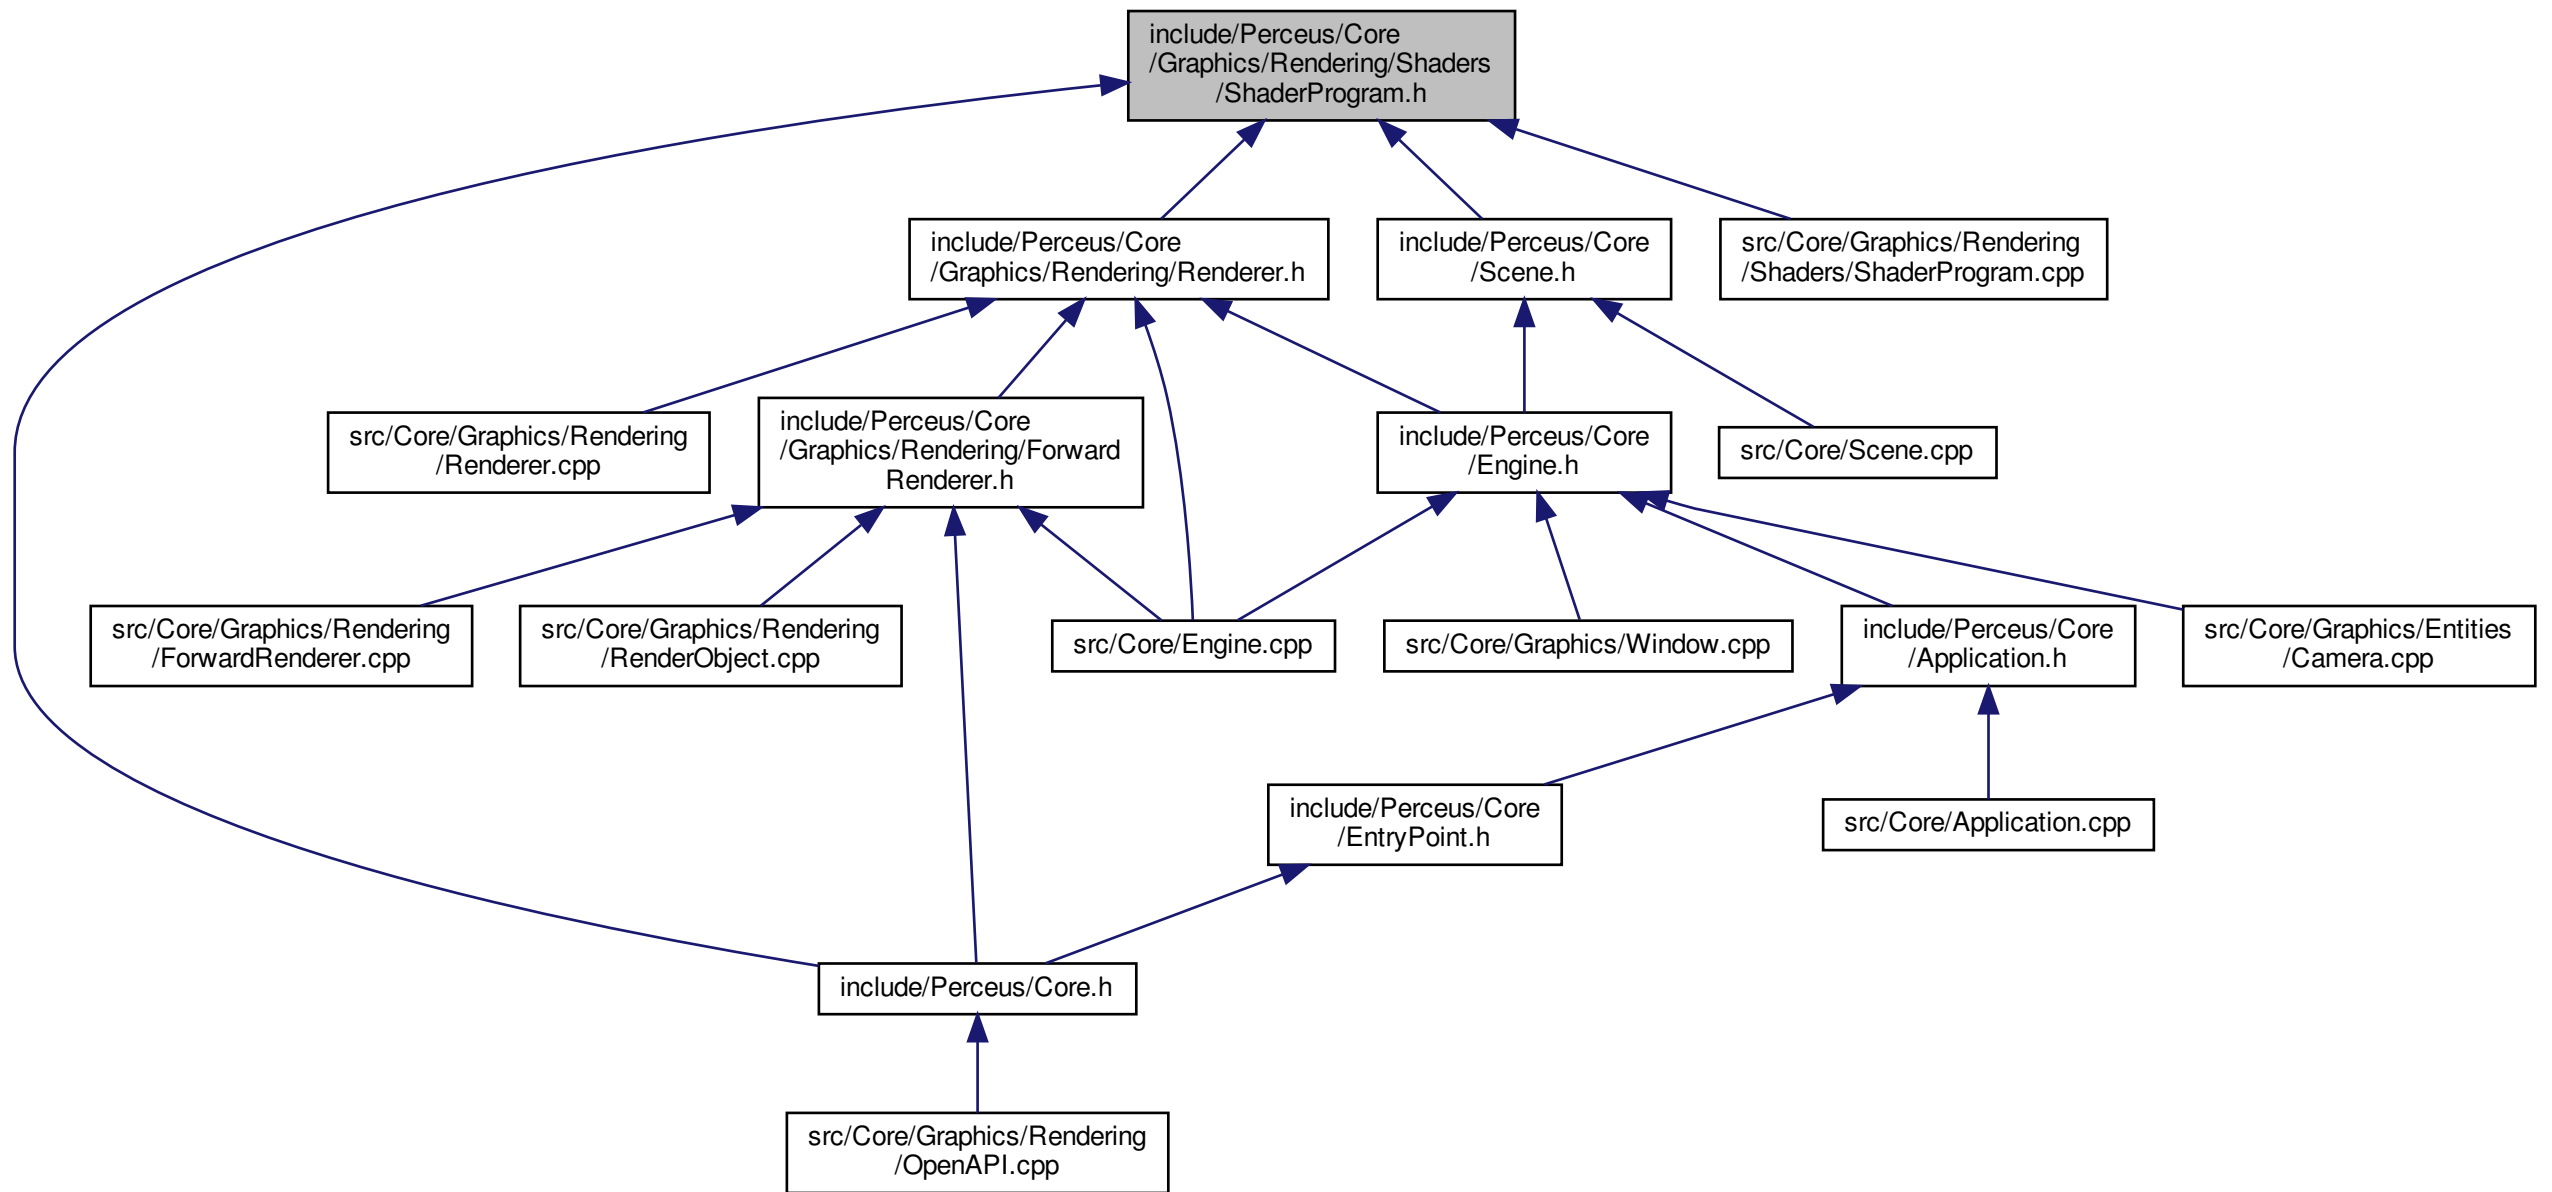 include/Perceus/Core
/Graphics/Rendering/Shaders
/ShaderProgram.h
include/Perceus/Core
/Graphics/Rendering/Renderer.h
include/Perceus/Core
/Scene.h
src/Core/Graphics/Rendering
/Shaders/ShaderProgram.cpp
src/Core/Graphics/Rendering
/Renderer.cpp
include/Perceus/Core
/Graphics/Rendering/Forward
Renderer.h
include/Perceus/Core
/Engine.h
src/Core/Scene.cpp
src/Core/Graphics/Rendering
/ForwardRenderer.cpp
src/Core/Graphics/Rendering
/RenderObject.cpp
src/Core/Engine.cpp
src/Core/Graphics/Window.cpp
include/Perceus/Core
/Application.h
src/Core/Graphics/Entities
/Camera.cpp
include/Perceus/Core
/EntryPoint.h
src/Core/Application.cpp
include/Perceus/Core.h
src/Core/Graphics/Rendering
/OpenAPI.cpp